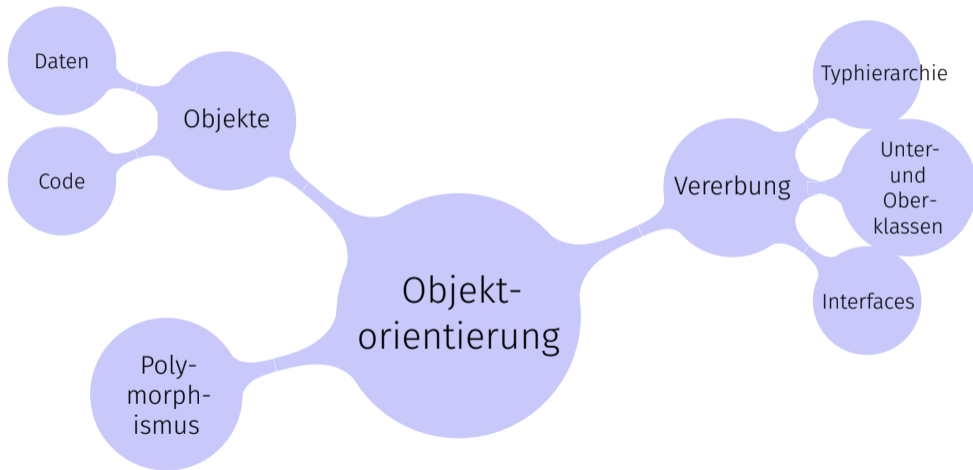 Daten
Code
Objekte
Objekt-
orientierung
Poly-
morph-
ismus
Vererbung
Typhierarchie
Unter-
und
Ober-
klassen
Interfaces